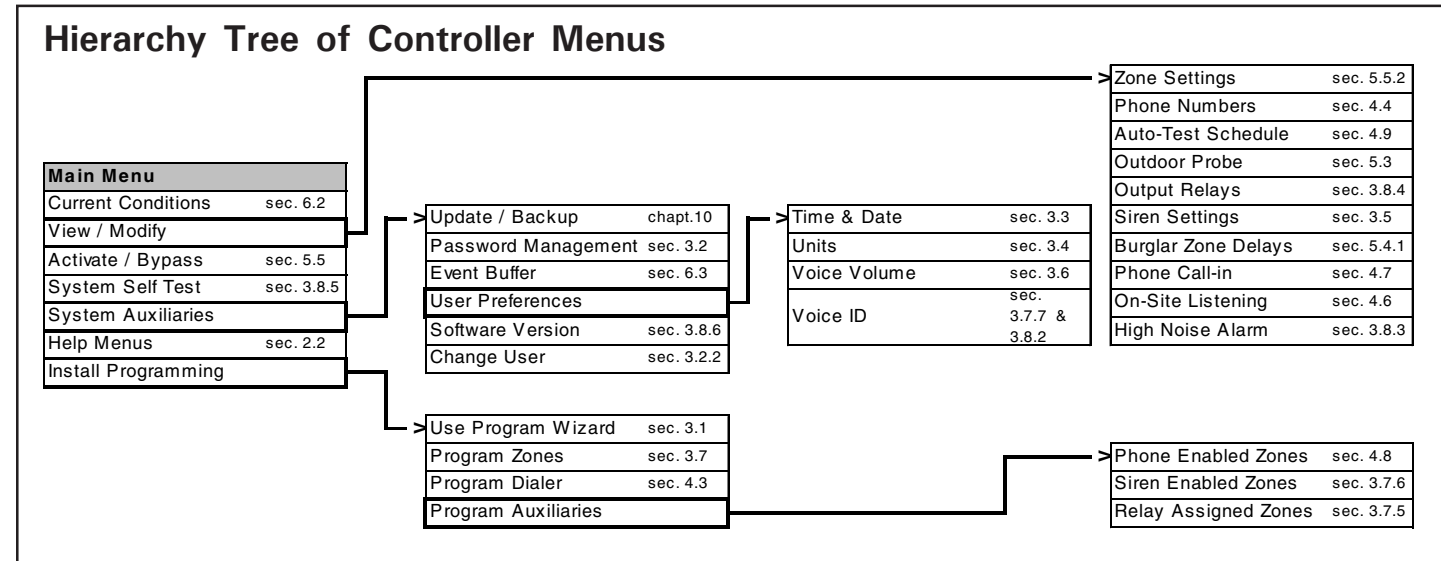 Hierarchy Tree of Controller Menus
Main Menu
Current Conditions sec. 6.2
View / Modify
Activate / Bypass sec. 5.5
System Self Test sec. 3.8.5
System Auxiliaries
Help Menus sec. 2.2
Install Programming
> Update / Backup chapt.10
Password Management sec. 3.2
Event Buffer sec. 6.3
User Preferences
Software Version sec. 3.8.6
Change User sec. 3.2.2
> Time & Date sec. 3.3
Units sec. 3.4
Voice Volume sec. 3.6
Voice ID sec. 3.7.7 & 3.8.2
> Zone Settings sec. 5.5.2
Phone Numbers sec. 4.4
Auto-Test Schedule sec. 4.9
Outdoor Probe sec. 5.3
Output Relays sec. 3.8.4
Siren Settings sec. 3.5
Burglar Zone Delays sec. 5.4.1
Phone Call-in sec. 4.7
On-Site Listening sec. 4.6
High Noise Alarm sec. 3.8.3
> Use Program Wizard sec. 3.1
Program Zones sec. 3.7
Program Dialer sec. 4.3
Program Auxiliaries
> Phone Enabled Zones sec. 4.8
Siren Enabled Zones sec. 3.7.6
Relay Assigned Zones sec. 3.7.5